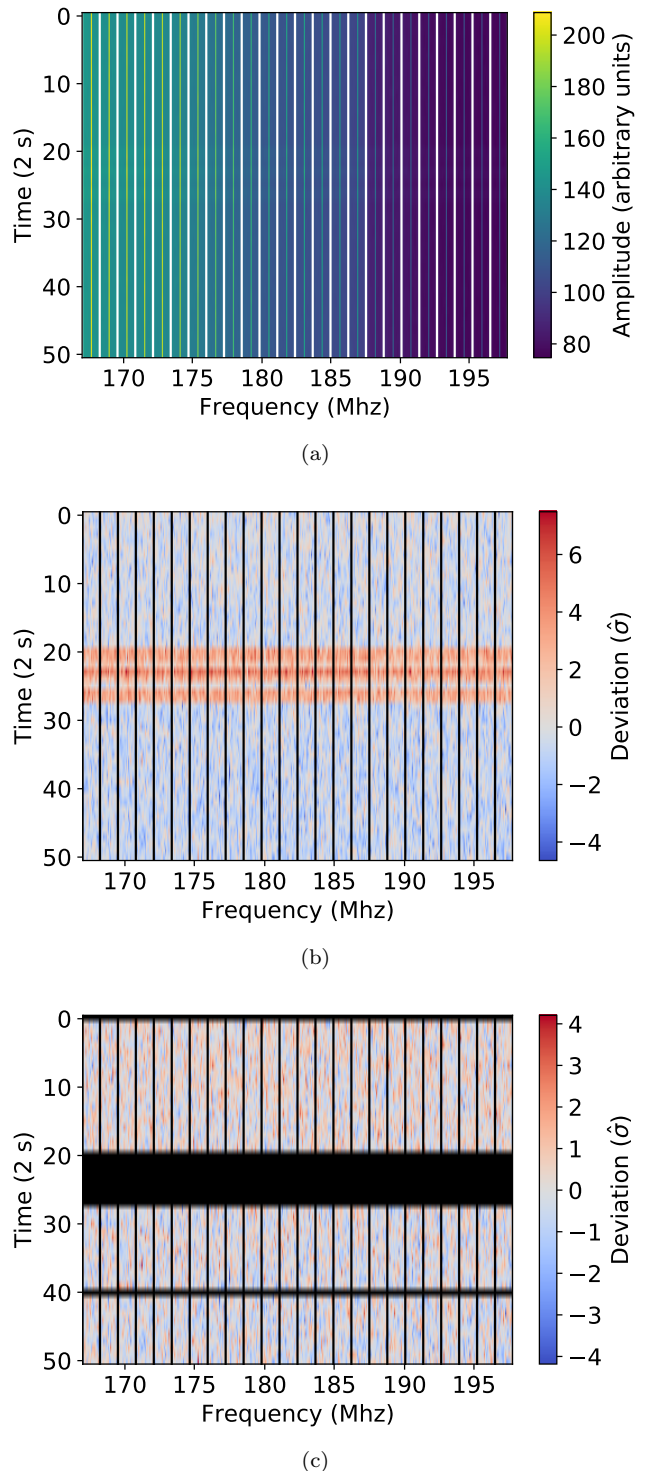 0
10
20
30
40
50
Time (2 s)
170 175 180 185 190 195
Frequency (Mhz)
200
180
160
140
120
100
80
Amplitude (arbitrary units)
(a)
0
10
20
30
40
50
Time (2 s)
170 175 180 185 190 195
Frequency (Mhz)
6
4
2
0
−2
−4
Deviation (σ̂)
(b)
0
10
20
30
40
50
Time (2 s)
170 175 180 185 190 195
Frequency (Mhz)
4
3
2
1
0
−1
−2
−3
−4
Deviation (σ̂)
(c)